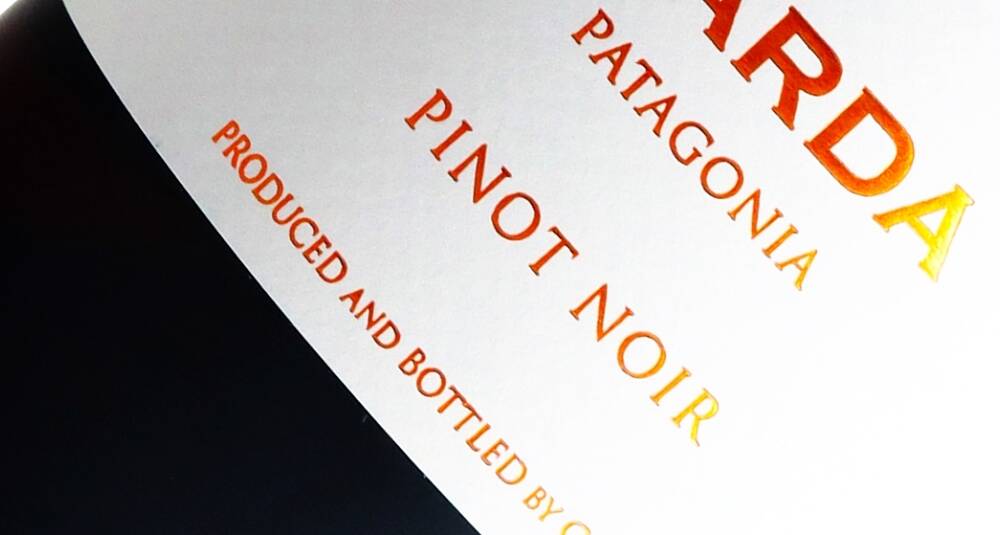 ARDA
PATAGONIA
PINOT NOIR
PRODUCED AND BOTTLED BY